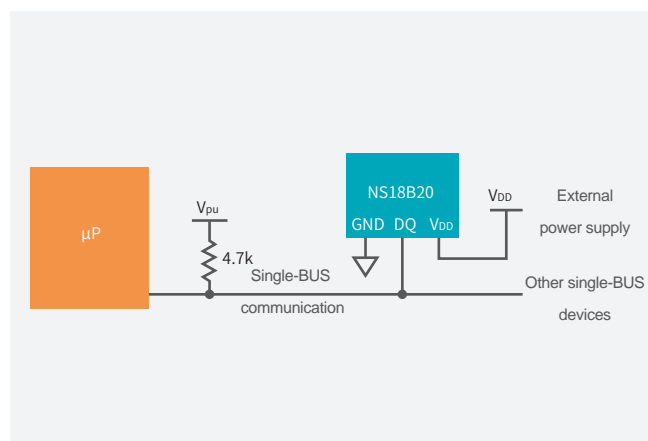 NS18B20
GND DQ VDD
VDD
External
power supply
µP
Vpu
4.7k
Single-BUS
communication
Other single-BUS
devices